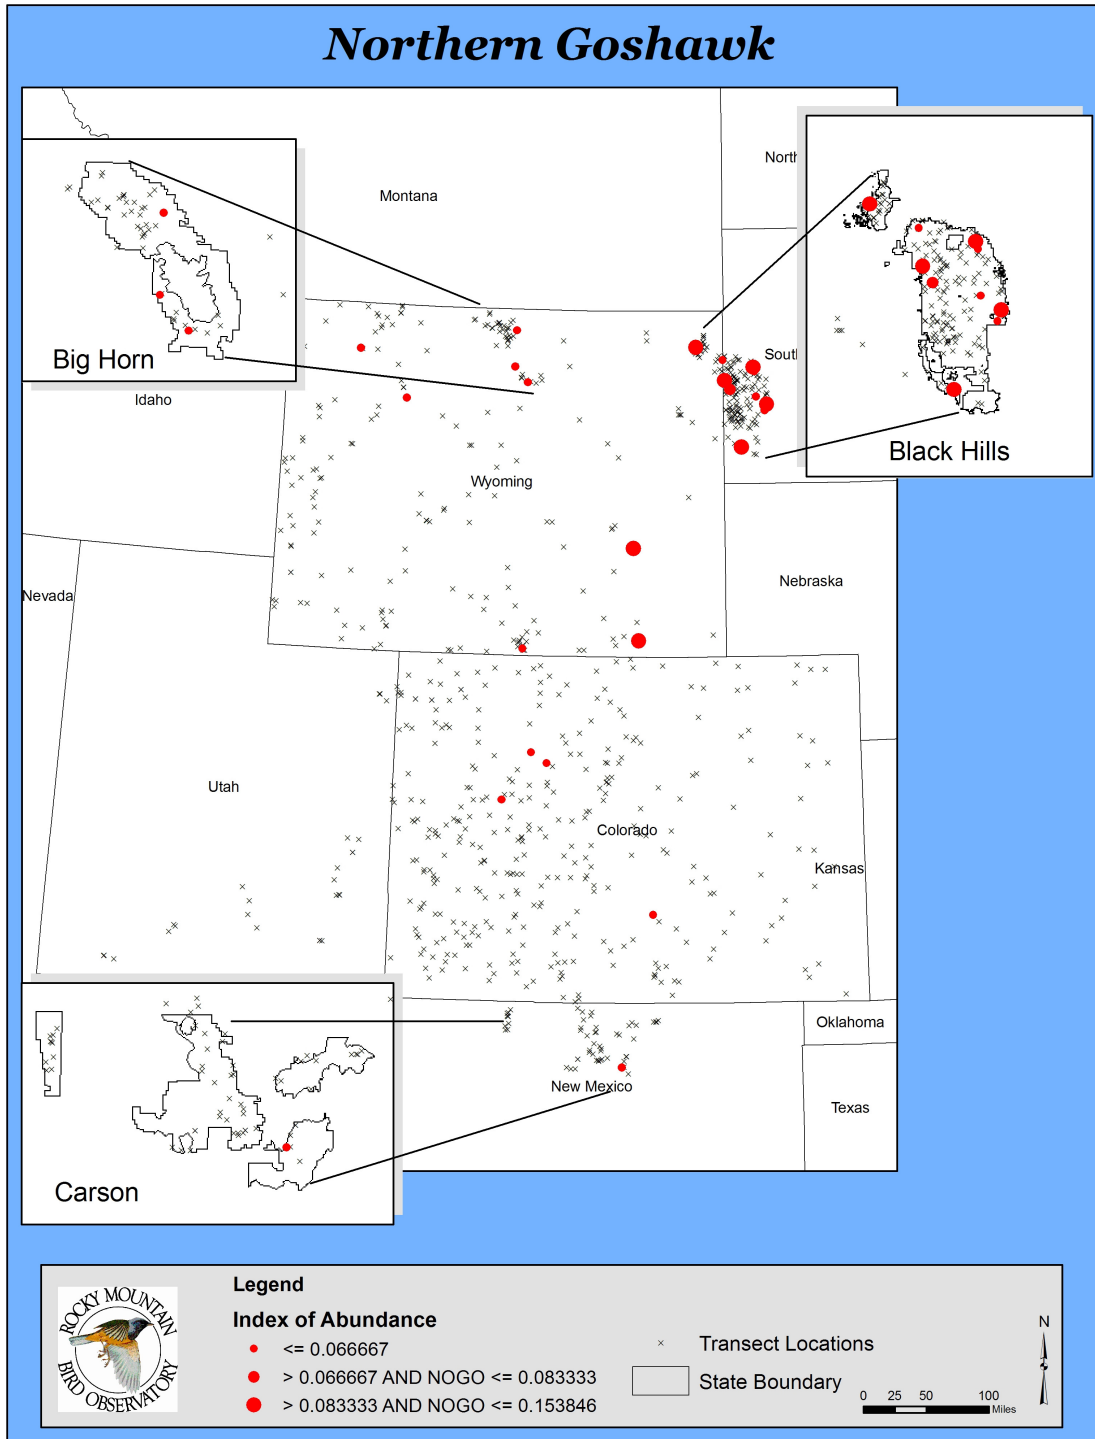 Northern Goshawk
Montana
North
Big Horn
Idaho
South
Black Hills
Wyoming
Nevada
Nebraska
Utah
Colorado
Kansas
Oklahoma
New Mexico
Texas
Carson
Legend
Index of Abundance
<= 0.066667
> 0.066667 AND NOGO <= 0.083333
> 0.083333 AND NOGO <= 0.153846
Transect Locations
State Boundary
N
0 25 50 100
Miles
ROCKY MOUNTAIN
BIRD OBSERVATORY